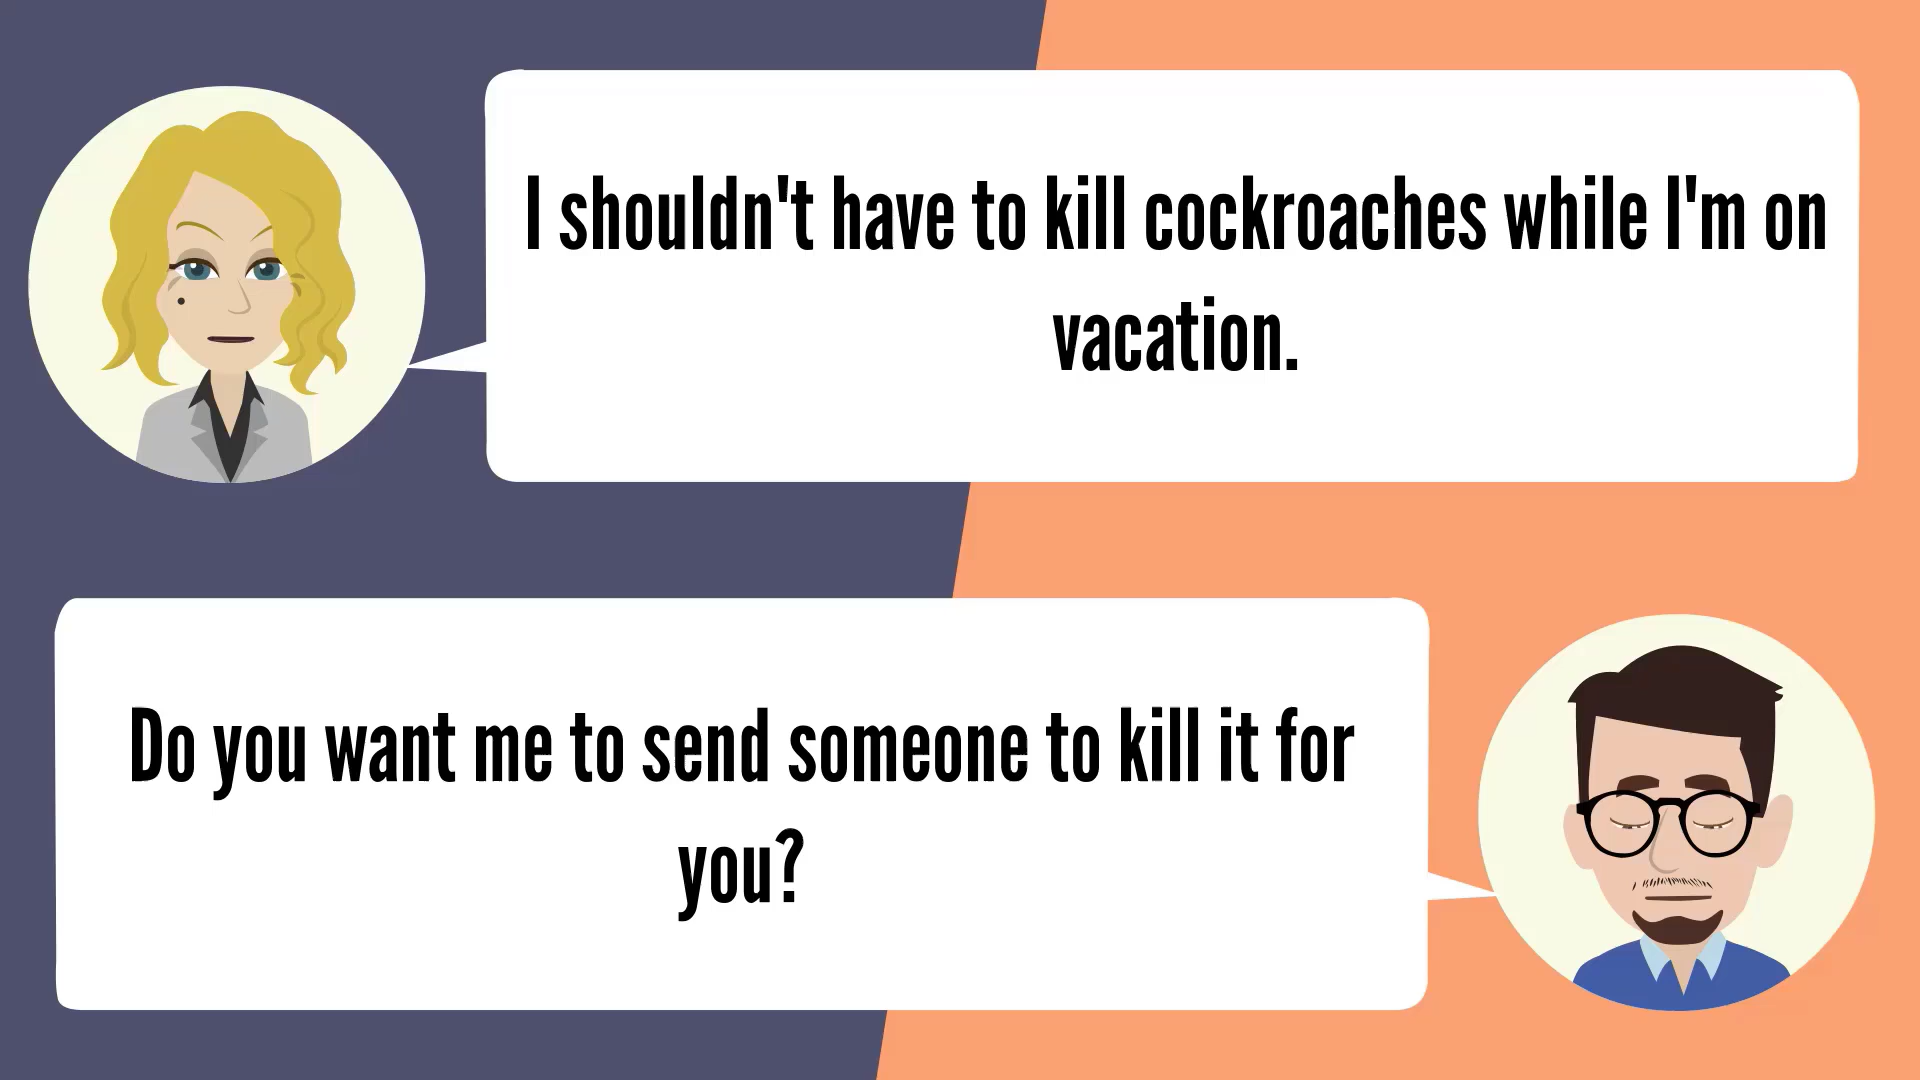 I shouldn't have to kill cockroaches while I'm on
vacation.
Do you want me to send someone to kill it for
you?